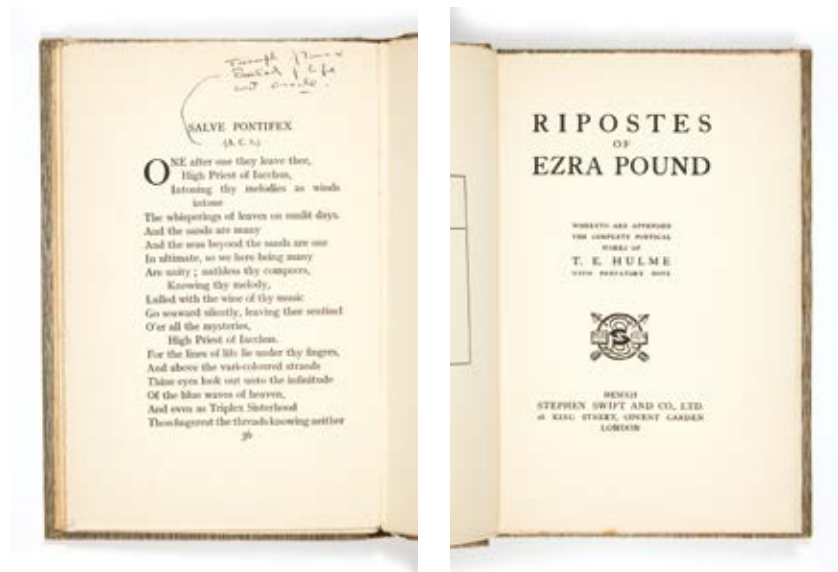 SALVE PONTIFEX
(A. C. S.)
ONE after one they leave thee,
High Priest of Iacchus,
Intoning thy melodies as winds
intone
The whisperings of leaves on sunlit days.
And the sands are many
And the seas beyond the sands are one
In ultimate, so we here being many
Are unity; nathless thy compeers,
Knowing thy melody,
Lulled with the wine of thy music
Go seaward silently, leaving thee sentinel
O'er all the mysteries,
High Priest of Iacchus.
For the lines of life lie under thy fingers,
And above the vari-coloured strands
Thine eyes look out unto the infinitude
Of the blue waves of heaven,
And even as Triplex Sisterhood
Thou fingerest the threads knowing neither
36
RIPOSTES
OF
EZRA POUND
WHERETO ARE APPENDED
THE COMPLETE POETICAL
WORKS OF
T. E. HULME
WITH PREFATORY NOTE
S
MCMXII
STEPHEN SWIFT AND CO., LTD.
16 KING STREET, COVENT GARDEN
LONDON